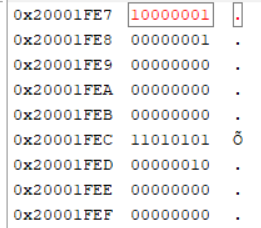 0x20001FE7 10000001 .
0x20001FE8 00000001 .
0x20001FE9 00000000 .
0x20001FEA 00000000 .
0x20001FEB 00000000 .
0x20001FEC 11010101 Õ
0x20001FED 00000010 .
0x20001FEE 00000000 .
0x20001FEF 00000000 .